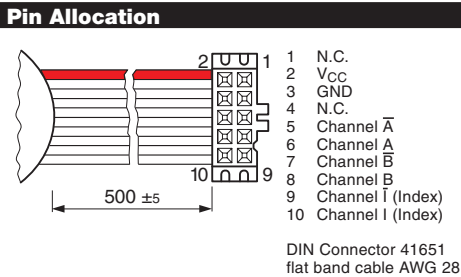 Pin Allocation
2 1
10 9
500 ±5
1 N.C.
2 V_CC
3 GND
4 N.C.
5 Channel A̅
6 Channel A
7 Channel B̅
8 Channel B
9 Channel I̅ (Index)
10 Channel I (Index)
DIN Connector 41651
flat band cable AWG 28